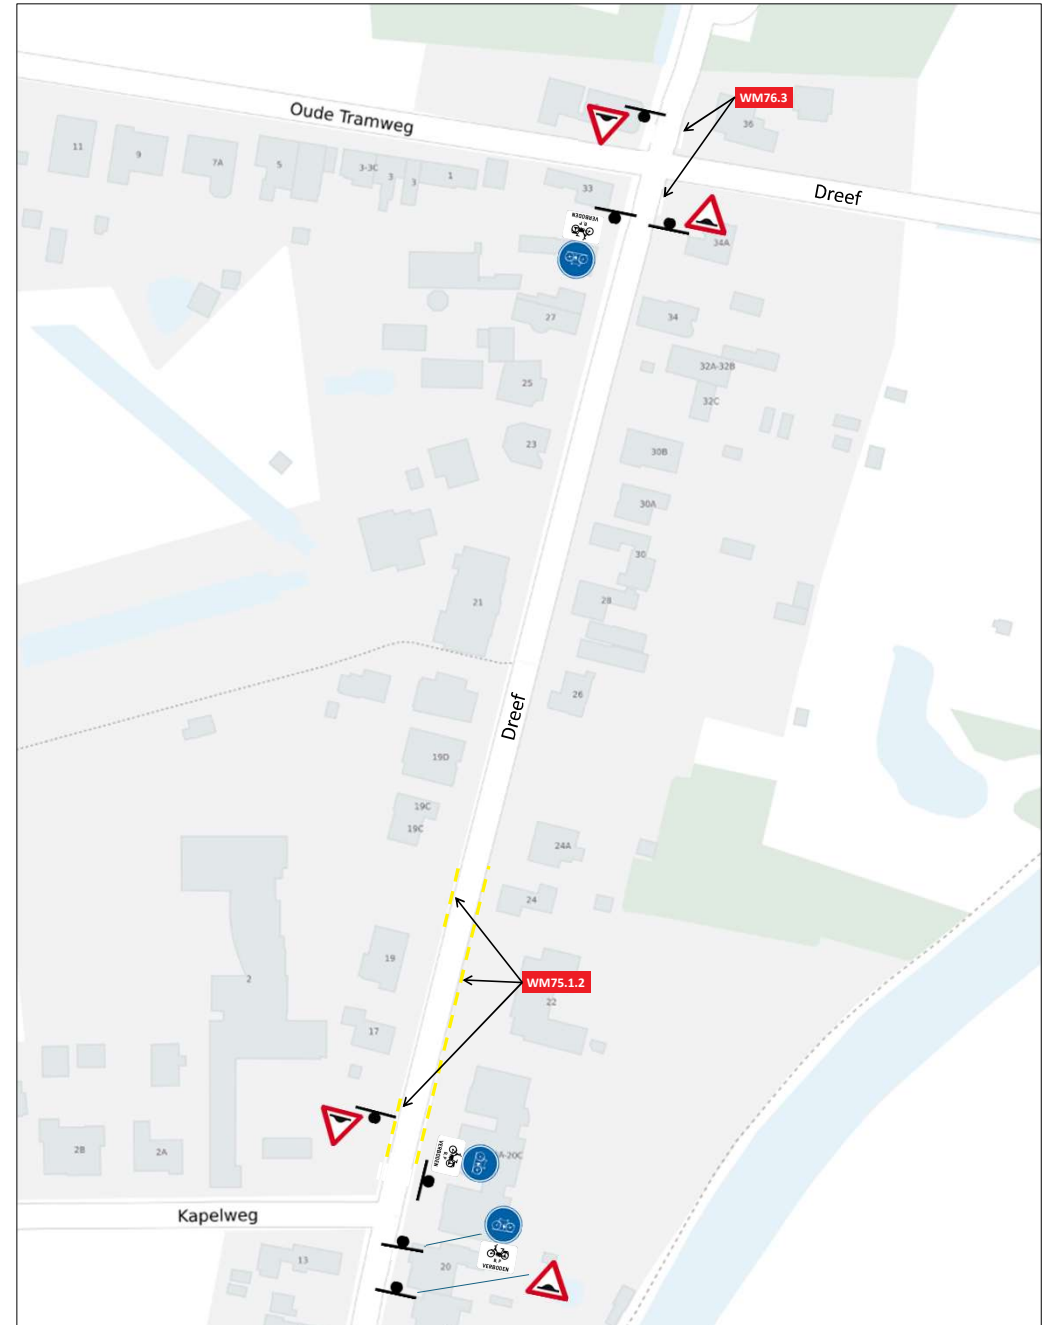 WM76.3
36
Oude Tramweg
11
9
7A
5
3-3C
3
3
1
33
Dreef
VERBODEN
34A
27
34
32A-32B
25
32C
23
30B
30A
30
21
28
26
Dreef
19D
19C
19C
24A
24
19
2
WM75.1.2
22
17
2B
2A
VERBODEN
A-20C
Kapelweg
VERBODEN
13
20